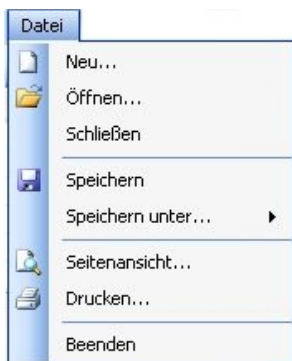 Datei
Neu...
Öffnen...
Schließen
Speichern
Speichern unter...
Seitenansicht...
Drucken...
Beenden